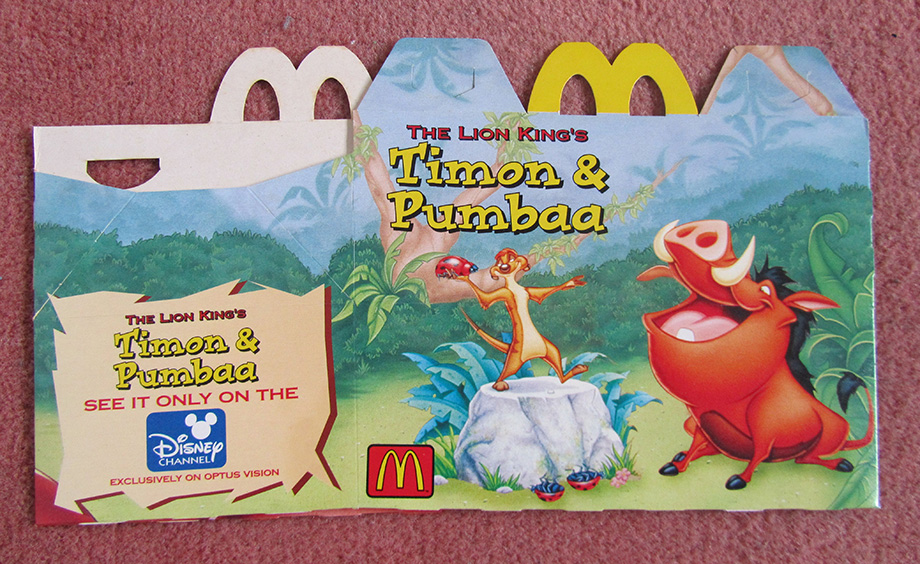 THE LION KING'S
Timon &
Pumbaa
SEE IT ONLY ON THE
Disney
CHANNEL
EXCLUSIVELY ON OPTUS VISION
THE LION KING'S
Timon &
Pumbaa